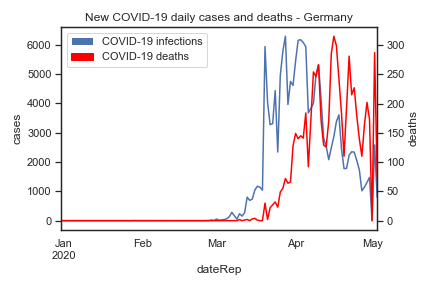 New COVID-19 daily cases and deaths - Germany
COVID-19 infections
COVID-19 deaths
6000
5000
4000
3000
2000
1000
0
cases
300
250
200
150
100
50
0
deaths
Jan
2020
Feb
Mar
Apr
May
dateRep